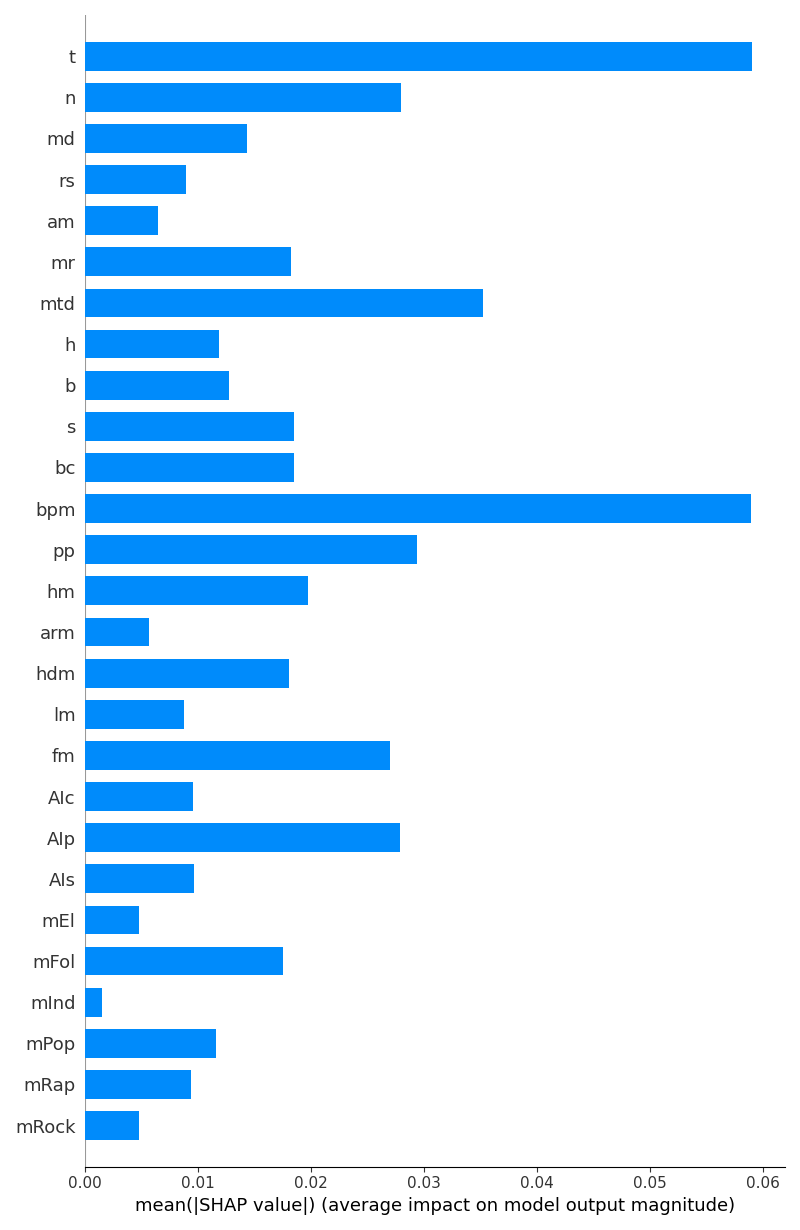 t
n
md
rs
am
mr
mtd
h
b
s
bc
bpm
pp
hm
arm
hdm
lm
fm
AIc
AIp
AIs
mEl
mFol
mInd
mPop
mRap
mRock
0.00 0.01 0.02 0.03 0.04 0.05 0.06
mean(|SHAP value|) (average impact on model output magnitude)